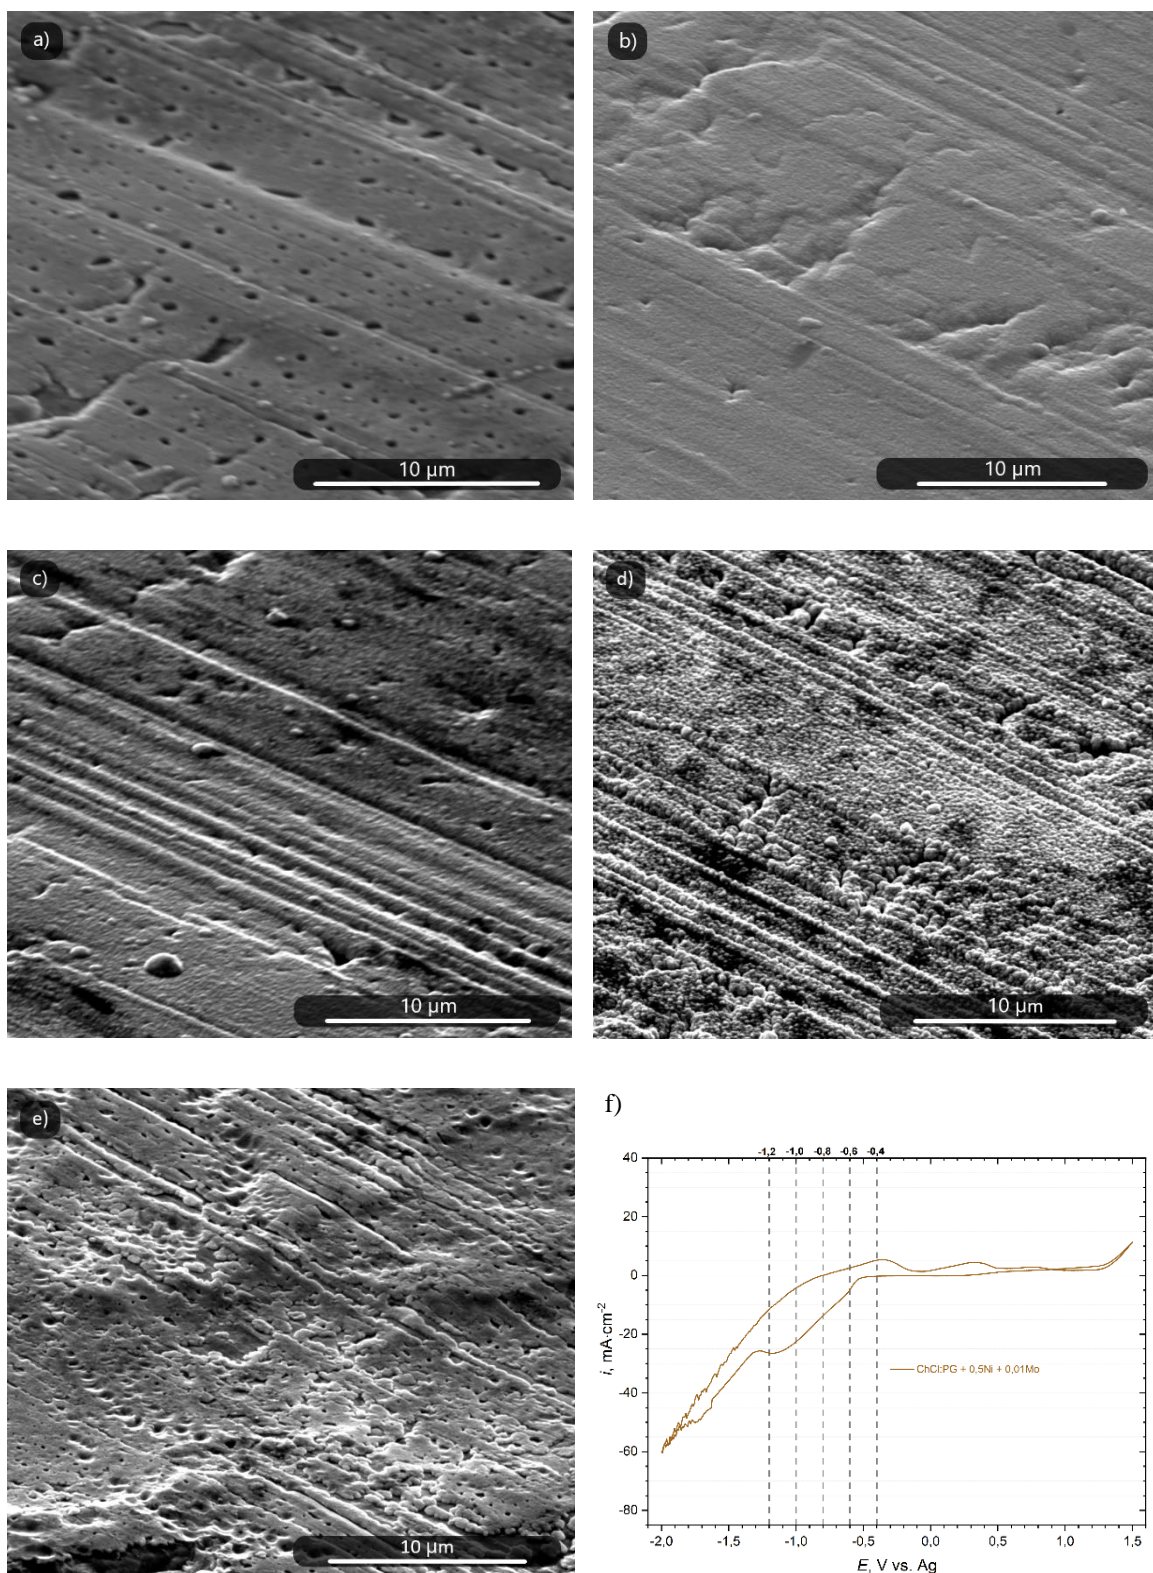 a)
b)
10 µm
10 µm
c)
d)
10 µm
10 µm
e)
f)
10 µm
-1,2 -1,0 -0,8 -0,6 -0,4
40
20
0
-20
-40
-60
-80
i, mA·cm-2
ChCl:PG + 0,5Ni + 0,01Mo
-2,0 -1,5 -1,0 -0,5 0,0 0,5 1,0 1,5
E, V vs. Ag